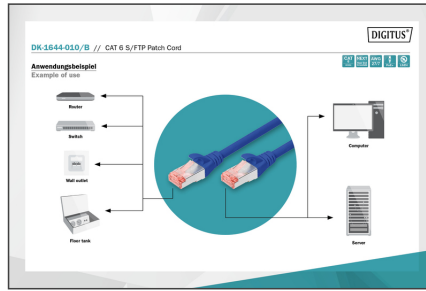 DIGITUS®
DK-1644-010/B // CAT 6 S/FTP Patch Cord
Anwendungsbeispiel
Example of use
Router
Switch
Wall outlet
Floor tank
Computer
Server